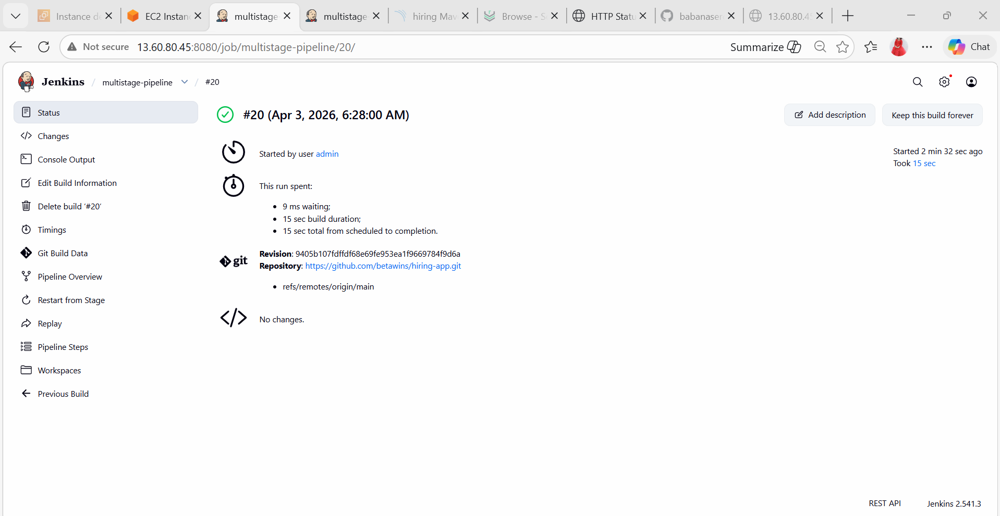 Instance de
EC2 Instanc
multistage-
multistage-
hiring Mav
Browse - S
HTTP Statu
babanasen
13.60.80.45
Not secure 13.60.80.45:8080/job/multistage-pipeline/20/
Summarize
Chat
Jenkins / multistage-pipeline / #20
Status
Changes
Console Output
Edit Build Information
Delete build ‘#20’
Timings
Git Build Data
Pipeline Overview
Restart from Stage
Replay
Pipeline Steps
Workspaces
Previous Build
#20 (Apr 3, 2026, 6:28:00 AM)
Add description
Keep this build forever
Started by user admin
Started 2 min 32 sec ago
Took 15 sec
This run spent:
9 ms waiting;
15 sec build duration;
15 sec total from scheduled to completion.
git
Revision: 9405b107fdffdf68e69fe953ea1f9669784f9d6a
Repository: https://github.com/betawins/hiring-app.git
refs/remotes/origin/main
No changes.
REST API
Jenkins 2.541.3